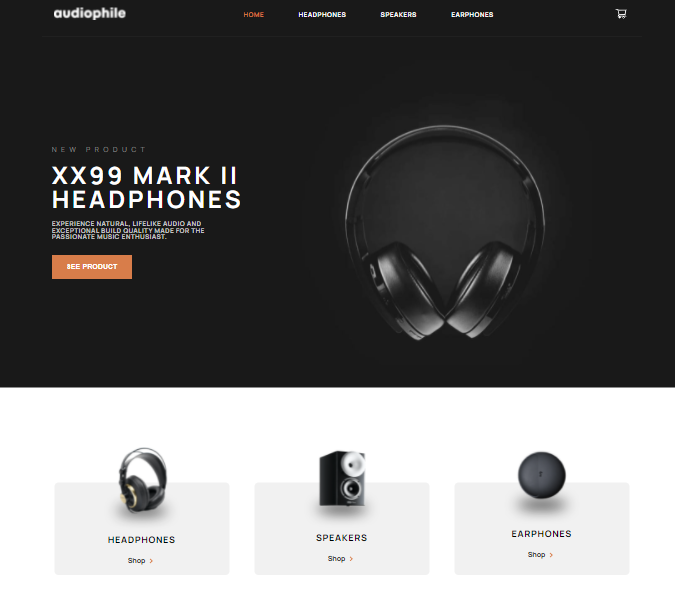 audiophile
HOME
HEADPHONES
SPEAKERS
EARPHONES
NEW PRODUCT
XX99 MARK II
HEADPHONES
EXPERIENCE NATURAL, LIFELIKE AUDIO AND
EXCEPTIONAL BUILD QUALITY MADE FOR THE
PASSIONATE MUSIC ENTHUSIAST.
SEE PRODUCT
HEADPHONES
Shop >
SPEAKERS
Shop >
EARPHONES
Shop >